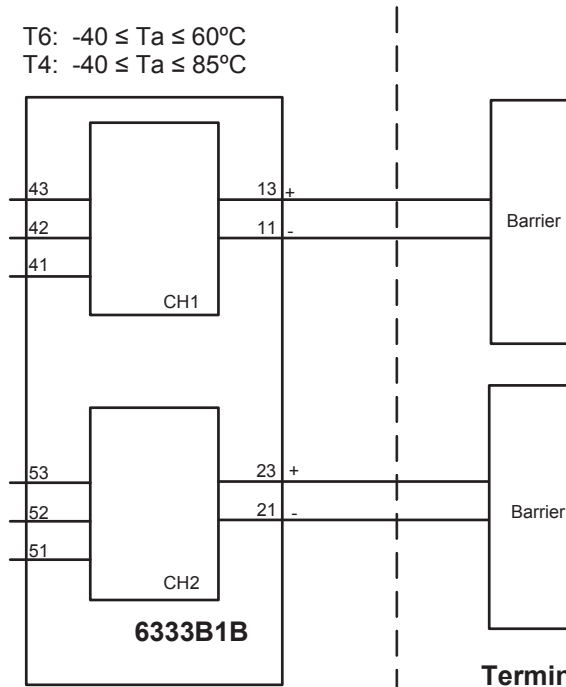 T6: -40 ≤ Ta ≤ 60ºC
T4: -40 ≤ Ta ≤ 85ºC
43
13 +
42
11 -
41
CH1
Barrier
53
23 +
52
21 -
51
CH2
Barrier
6333B1B